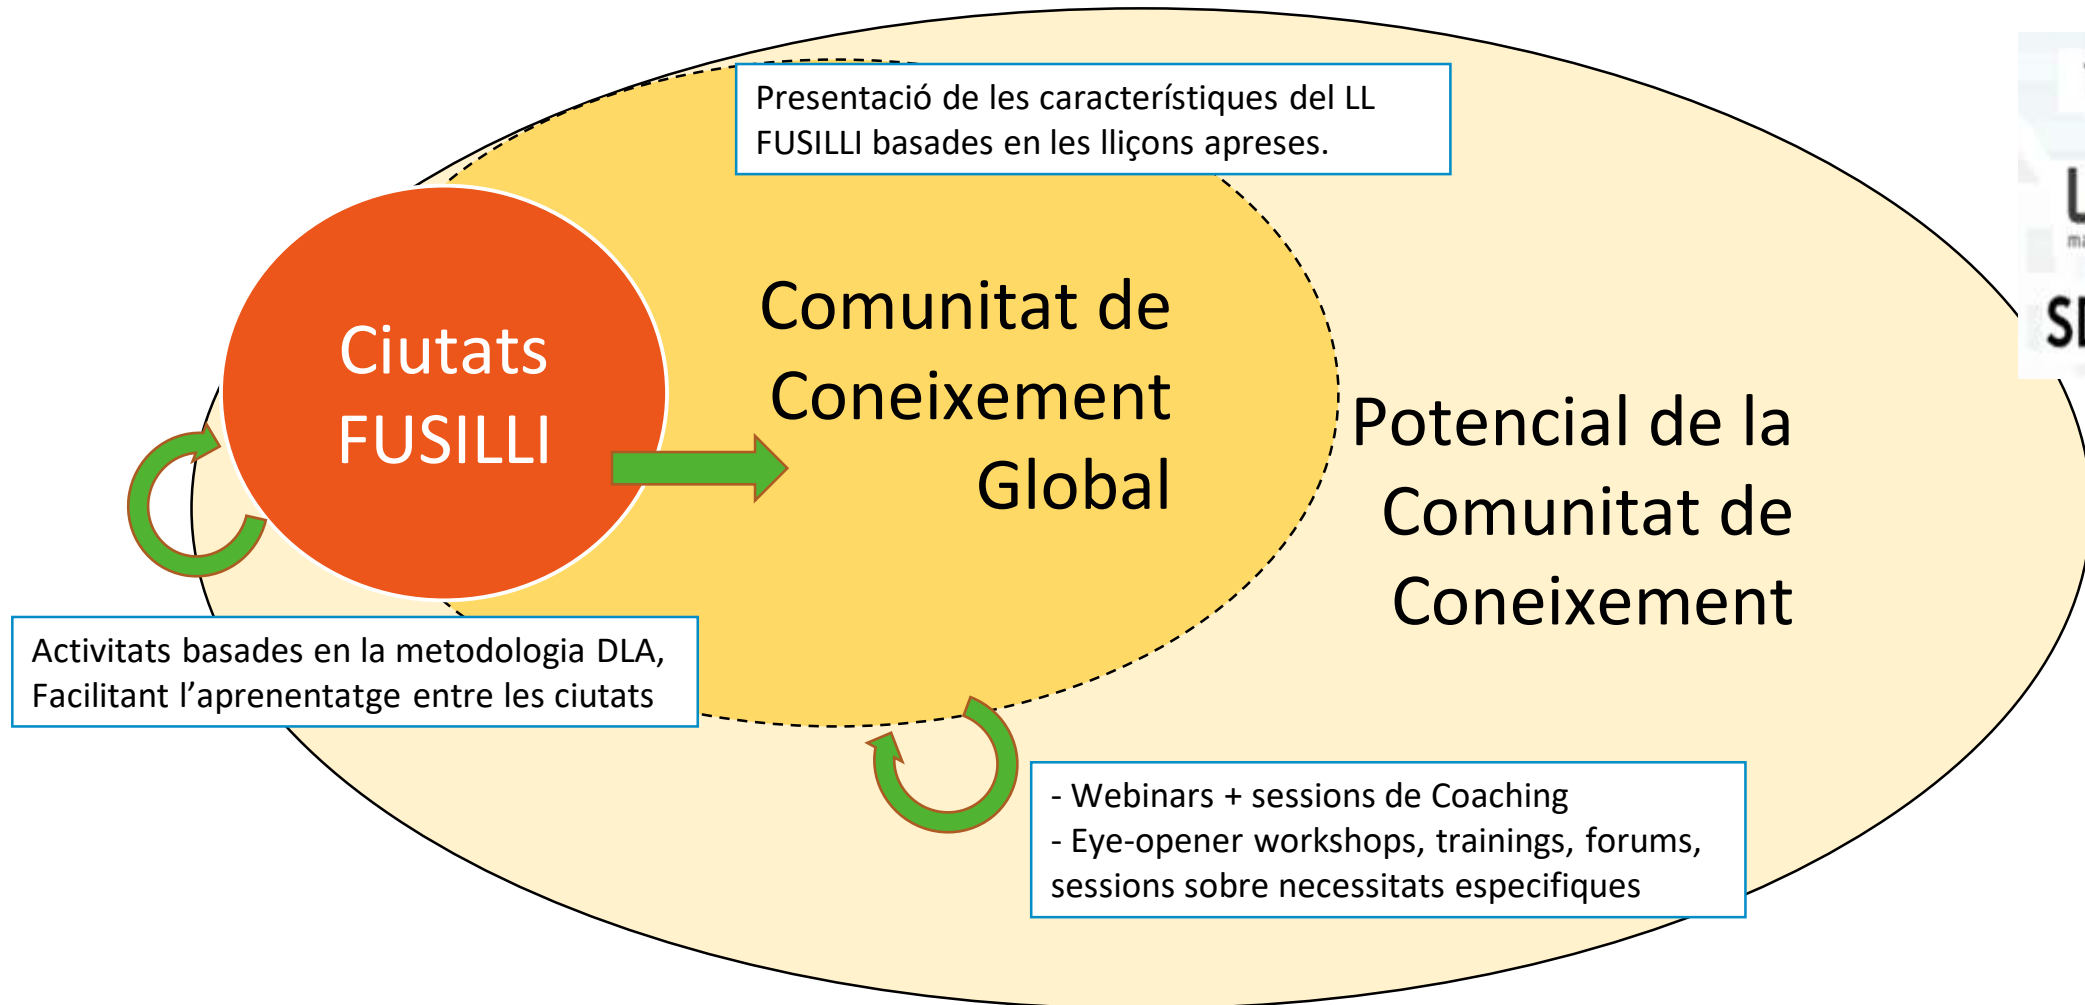 Presentació de les característiques del LL
FUSILLI basades en les lliçons apreses.
Ciutats
FUSILLI
Comunitat de
Coneixement
Global
Potencial de la
Comunitat de
Coneixement
Activitats basades en la metodologia DLA,
Facilitant l’aprenentatge entre les ciutats
- Webinars + sessions de Coaching
- Eye-opener workshops, trainings, forums,
sessions sobre necessitats especifiques